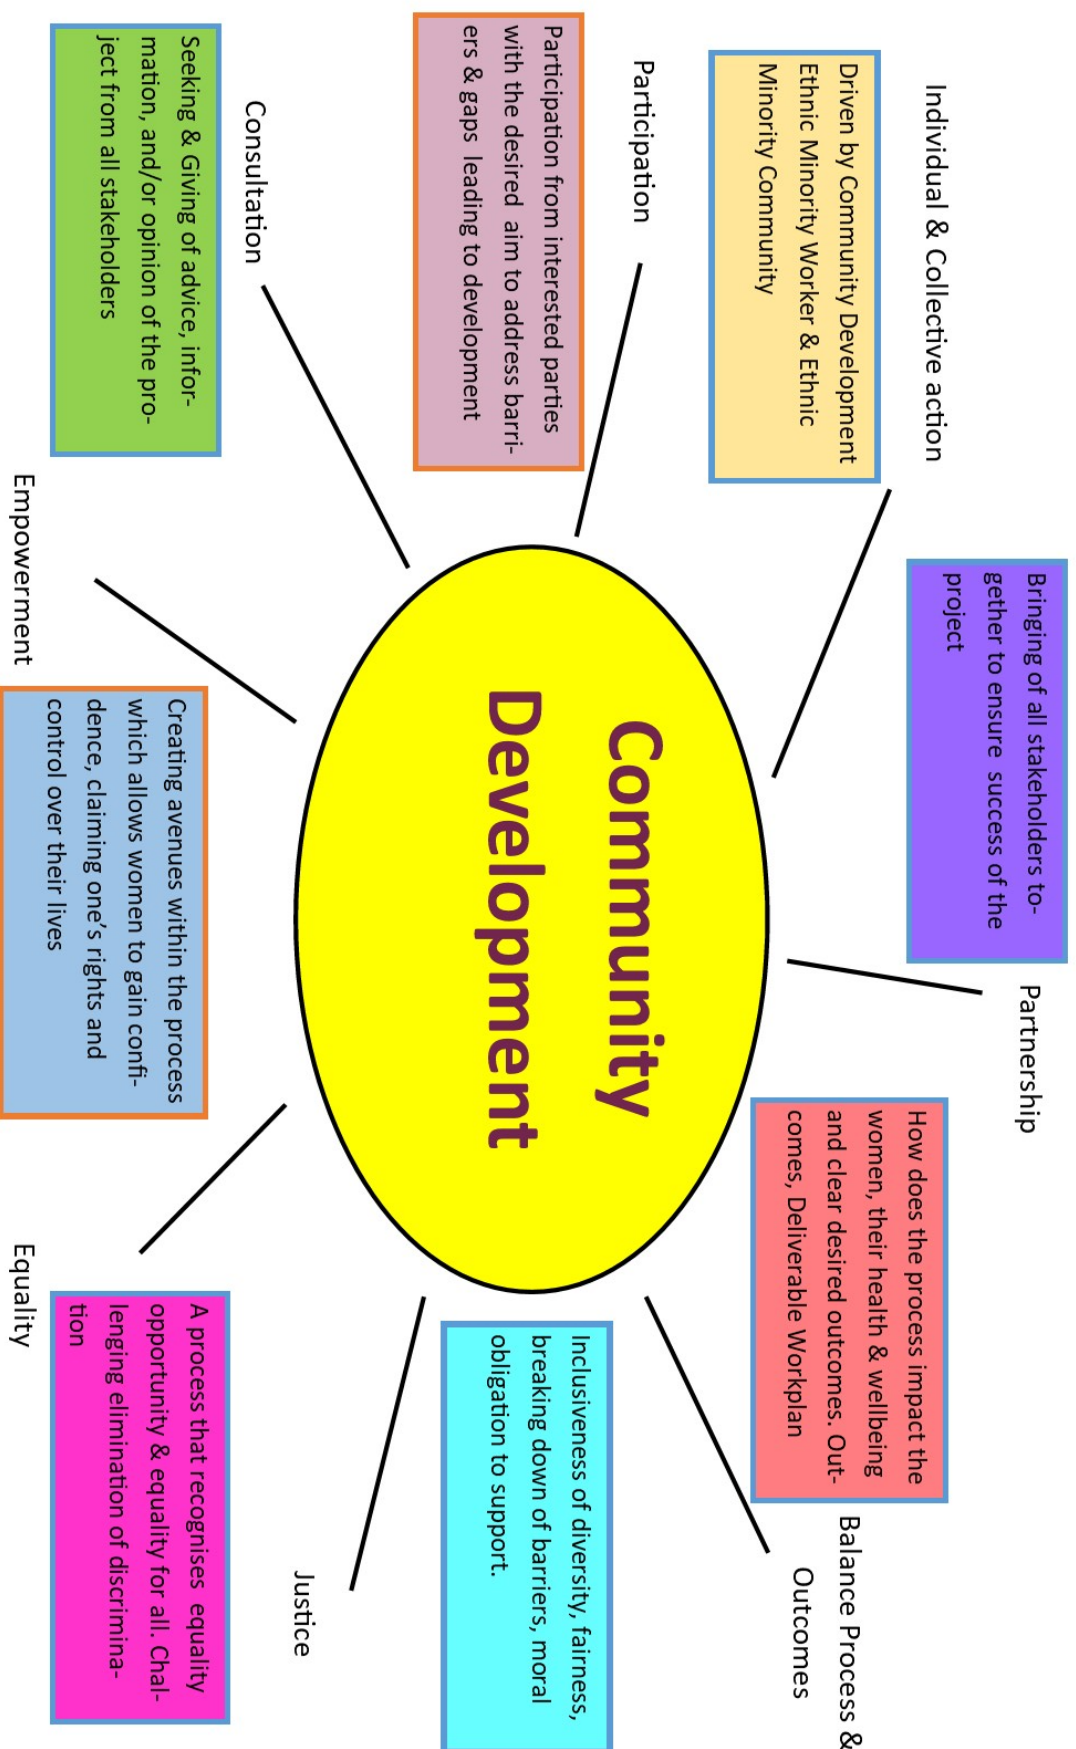 Individual & Collective action
Driven by Community Development
Ethnic Minority Worker & Ethnic
Minority Community
Bringing of all stakeholders to-
gether to ensure success of the
project
Partnership
How does the process impact the
women, their health & wellbeing
and clear desired outcomes. Out-
comes, Deliverable Workplan
Balance Process &
Outcomes
Participation
Participation from interested parties
with the desired aim to address barri-
ers & gaps leading to development
Community
Development
Inclusiveness of diversity, fairness,
breaking down of barriers, moral
obligation to support.
Justice
Consultation
Seeking & Giving of advice, infor-
mation, and/or opinion of the pro-
ject from all stakeholders
Empowerment
Creating avenues within the process
which allows women to gain confi-
dence, claiming one’s rights and
control over their lives
A process that recognises equality
opportunity & equality for all. Chal-
lenging elimination of discrimina-
tion
Equality